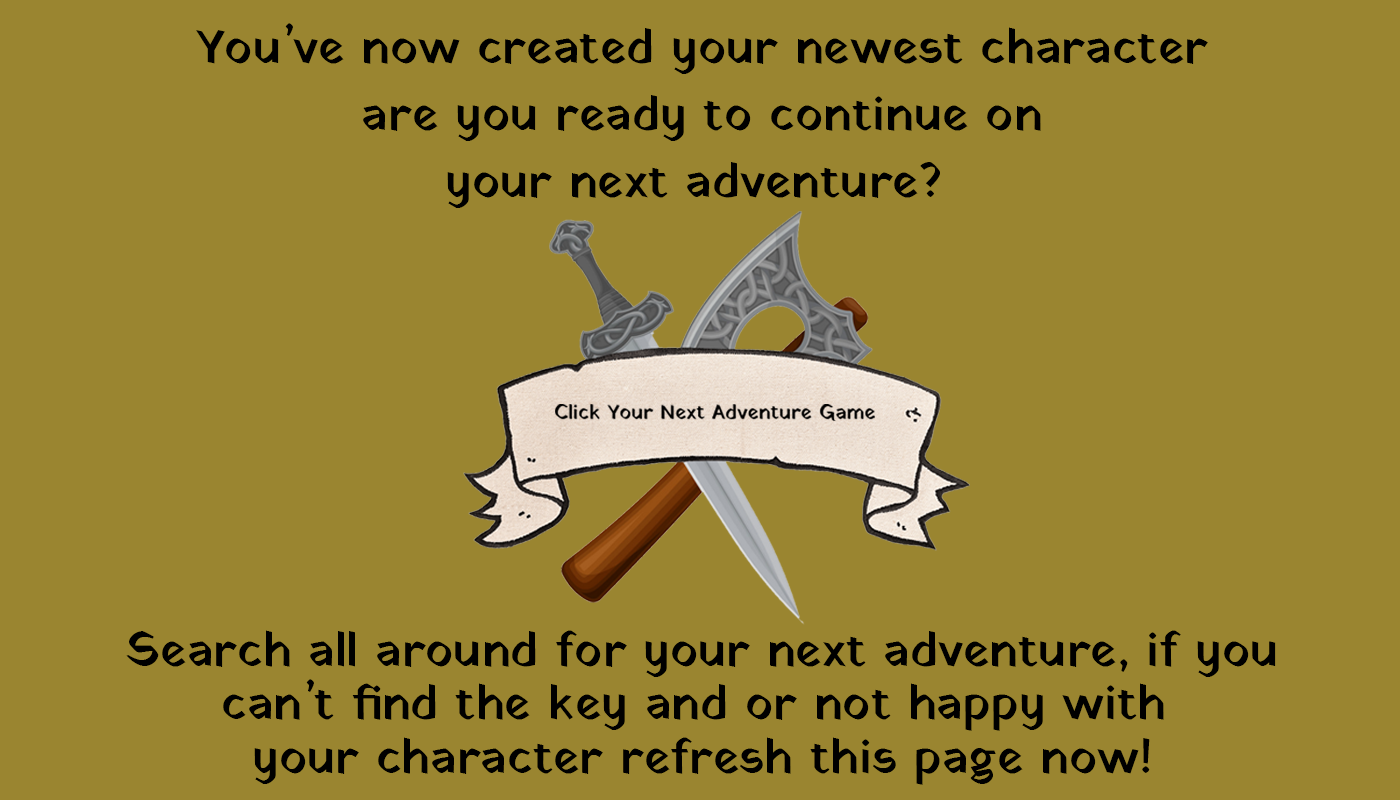 You've now created your newest character
are you ready to continue on
your next adventure?
Click Your Next Adventure Game
Search all around for your next adventure, if you
can't find the key and or not happy with
your character refresh this page now!